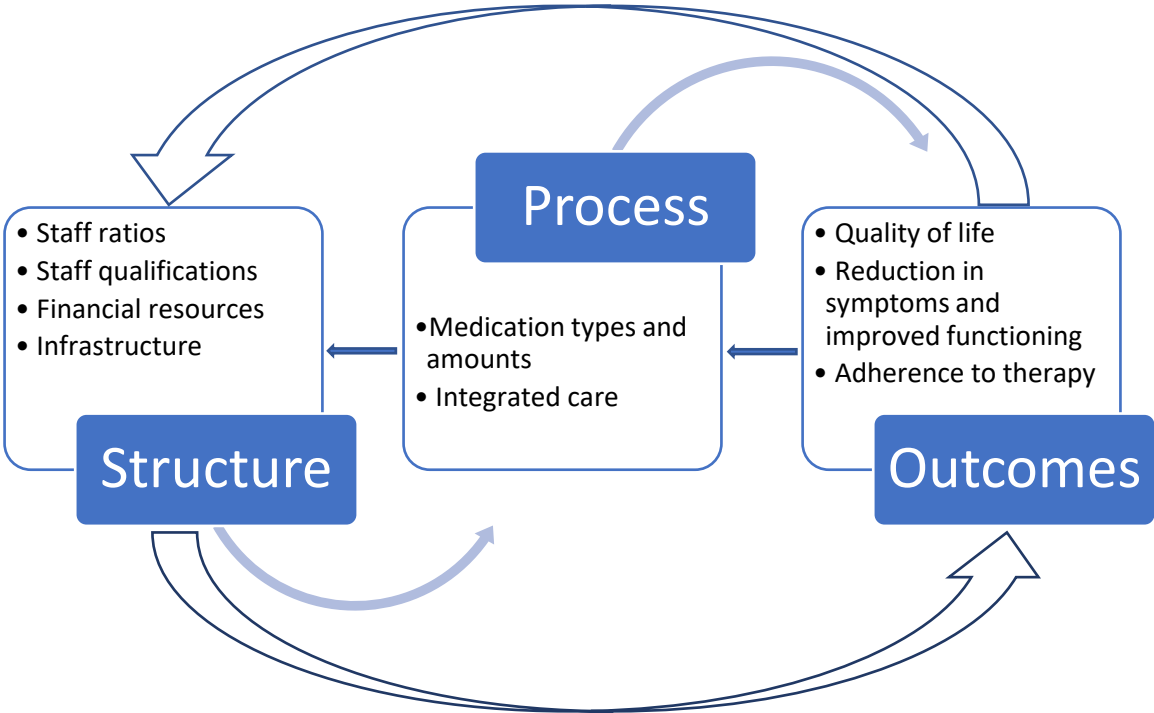 • Staff ratios
• Staff qualifications
• Financial resources
• Infrastructure
Structure
Process
•Medication types and
amounts
• Integrated care
• Quality of life
• Reduction in
symptoms and
improved functioning
• Adherence to therapy
Outcomes